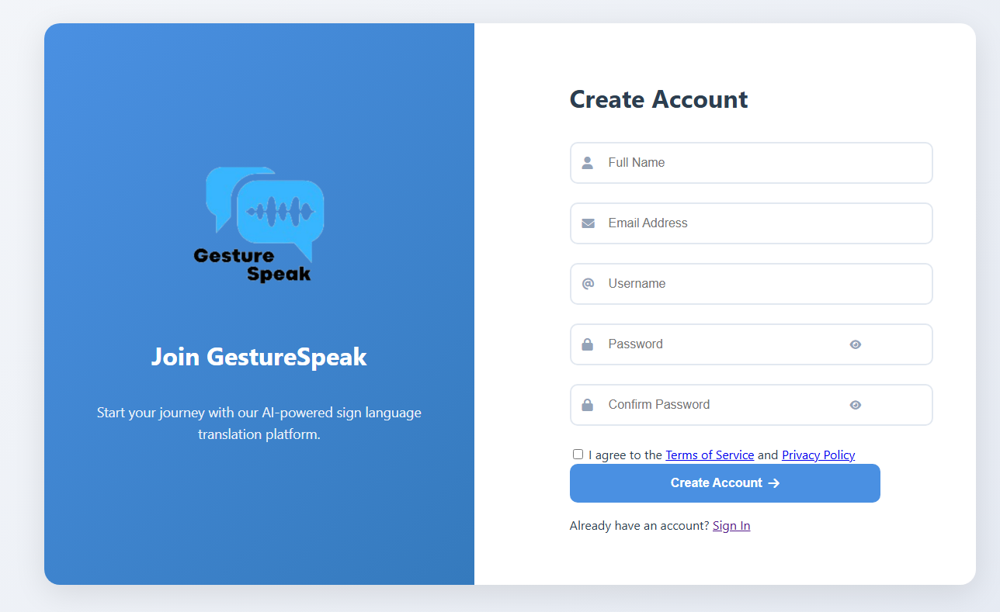 Gesture
Speak
Join GestureSpeak
Start your journey with our AI-powered sign language
translation platform.
Create Account
Full Name
Email Address
@ Username
Password
Confirm Password
I agree to the Terms of Service and Privacy Policy
Create Account →
Already have an account? Sign In